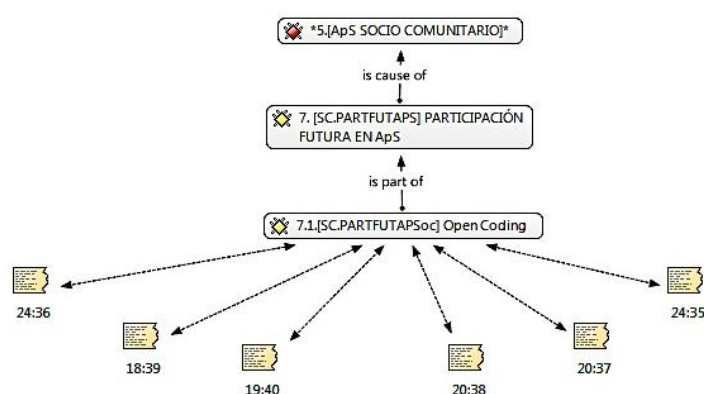 *5.[ApS SOCIO COMUNITARIO]*
is cause of
7. [SC.PARTFUTAPS] PARTICIPACIÓN
FUTURA EN ApS
is part of
7.1.[SC.PARTFUTAPSoc] Open Coding
24:36
24:35
18:39
20:37
19:40
20:38